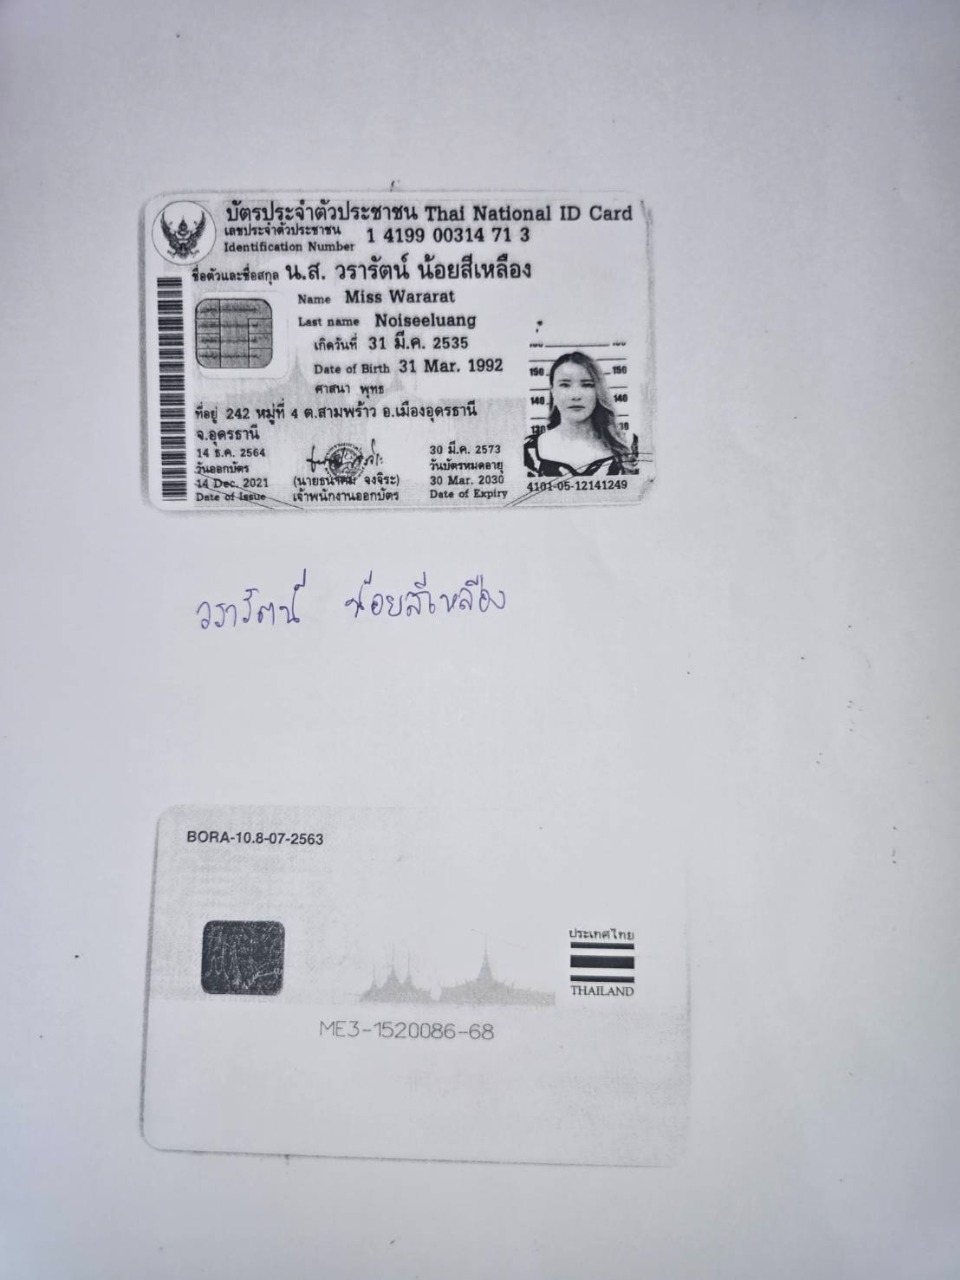 บัตรประจำตัวประชาชน Thai National ID Card
เลขประจำตัวประชาชน
Identification Number 1 4199 00314 71 3
ชื่อตัวและชื่อสกุล น.ส. วรารัตน์ น้อยสีเหลือง
Name Miss Wararat
Last name Noiseeluang
เกิดวันที่ 31 มี.ค. 2535
Date of Birth 31 Mar. 1992
ศาสนา พุทธ
ที่อยู่ 242 หมู่ที่ 4 ต.สามพร้าว อ.เมืองอุดรธานี
จ.อุดรธานี
14 ธ.ค. 2564
วันออกบัตร
14 Dec. 2021
Date of Issue
จงจิระ)
เจ้าพนักงานออกบัตร
30 มี.ค. 2573
วันบัตรหมดอายุ
30 Mar. 2030
Date of Expiry
150 150
140 140
4101-05-12141249
วรารัตน์ น้อยสีเหลือง
BORA-10.8-07-2563
ประเทศไทย
THAILAND
ME3-1520086-68